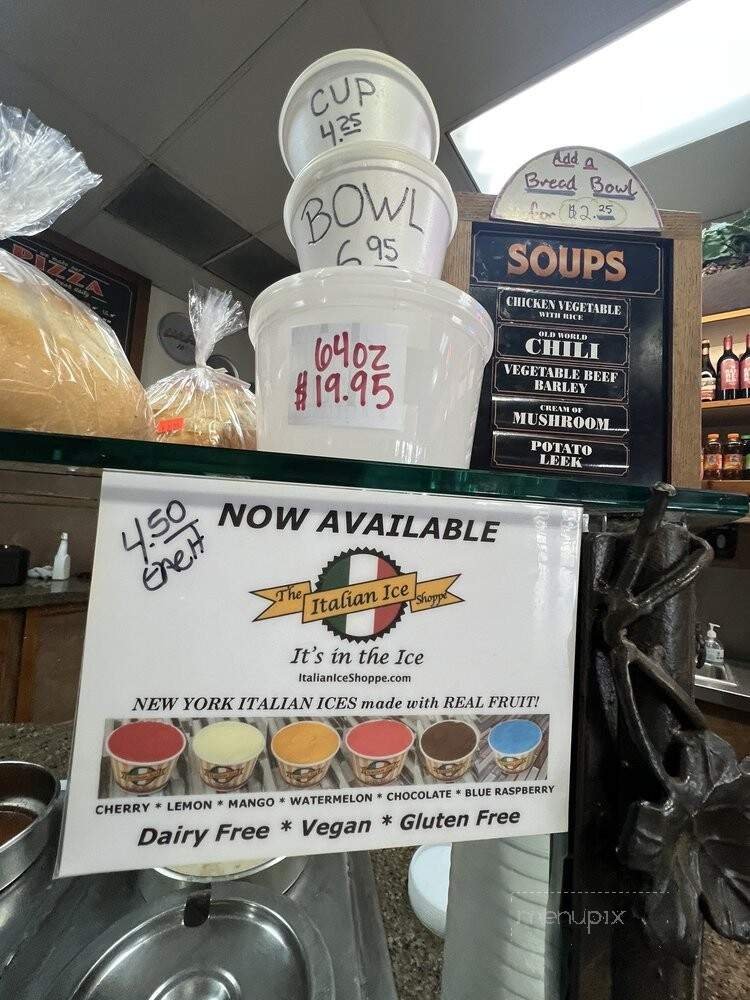 CUP
4.25
BOWL
6.95
64oz
$19.95
Add a
Bread Bowl
for $2.25
SOUPS
CHICKEN VEGETABLE
WITH RICE
OLD WORLD
CHILI
VEGETABLE BEEF
BARLEY
CREAM OF
MUSHROOM
POTATO
LEEK
PIZZA
4.50
EACH
NOW AVAILABLE
The Italian Ice Shoppe
It's in the Ice
ItalianIceShoppe.com
NEW YORK ITALIAN ICES made with REAL FRUIT!
CHERRY * LEMON * MANGO * WATERMELON * CHOCOLATE * BLUE RASPBERRY
Dairy Free * Vegan * Gluten Free
menupix